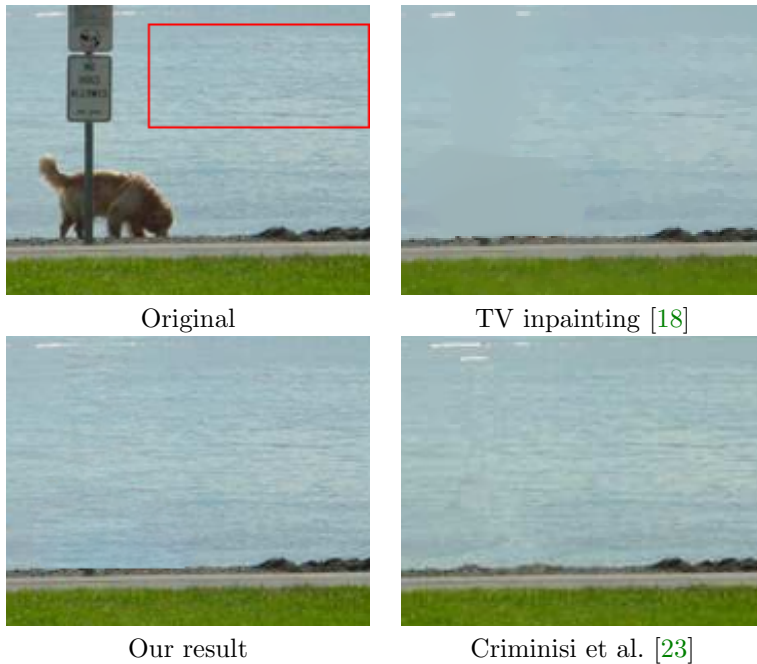 Original
TV inpainting [18]
Our result
Criminisi et al. [23]